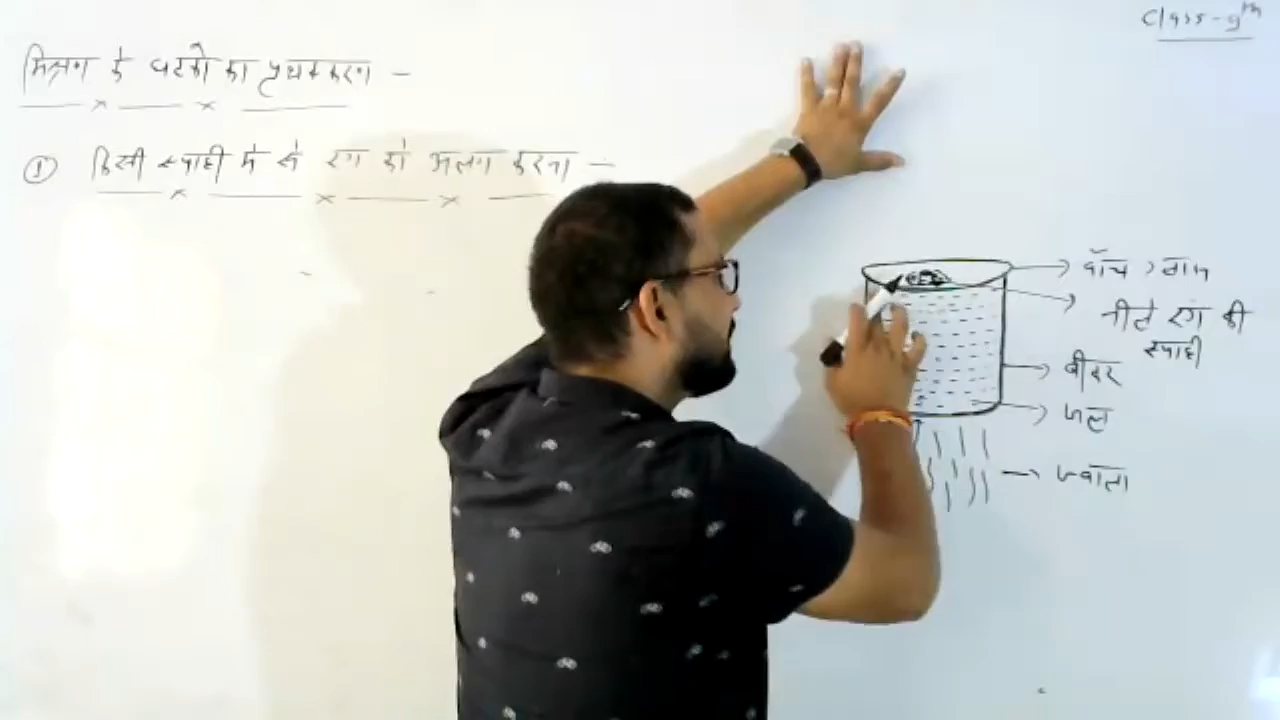 Class-9th
मिश्रण के घटकों का पृथक्करण -
① किसी स्याही में से रंग को अलग करना -
वॉच ग्लास
नीले रंग की
स्याही
बीकर
जल
ज्वाला